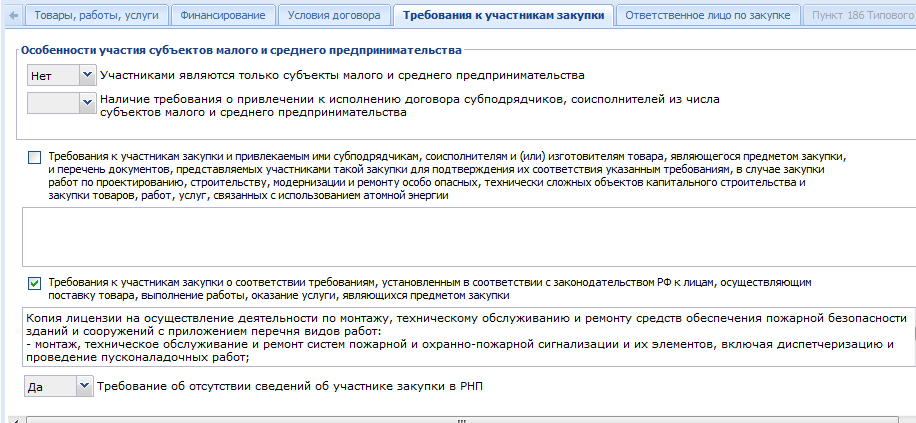 Товары, работы, услуги Финансирование Условия договора Требования к участникам закупки Ответственное лицо по закупке Пункт 186 Типового
Особенности участия субъектов малого и среднего предпринимательства
Нет Участниками являются только субъекты малого и среднего предпринимательства
Наличие требования о привлечении к исполнению договора субподрядчиков, соисполнителей из числа
субъектов малого и среднего предпринимательства
Требования к участникам закупки и привлекаемым ими субподрядчикам, соисполнителям и (или) изготовителям товара, являющегося предметом закупки,
и перечень документов, представляемых участниками такой закупки для подтверждения их соответствия указанным требованиям, в случае закупки
работ по проектированию, строительству, модернизации и ремонту особо опасных, технически сложных объектов капитального строительства и
закупки товаров, работ, услуг, связанных с использованием атомной энергии
Требования к участникам закупки о соответствии требованиям, установленным в соответствии с законодательством РФ к лицам, осуществляющим
поставку товара, выполнение работы, оказание услуги, являющихся предметом закупки
Копия лицензии на осуществление деятельности по монтажу, техническому обслуживанию и ремонту средств обеспечения пожарной безопасности
зданий и сооружений с приложением перечня видов работ:
- монтаж, техническое обслуживание и ремонт систем пожарной и охранно-пожарной сигнализации и их элементов, включая диспетчеризацию и
проведение пусконаладочных работ;
Да Требование об отсутствии сведений об участнике закупки в РНП